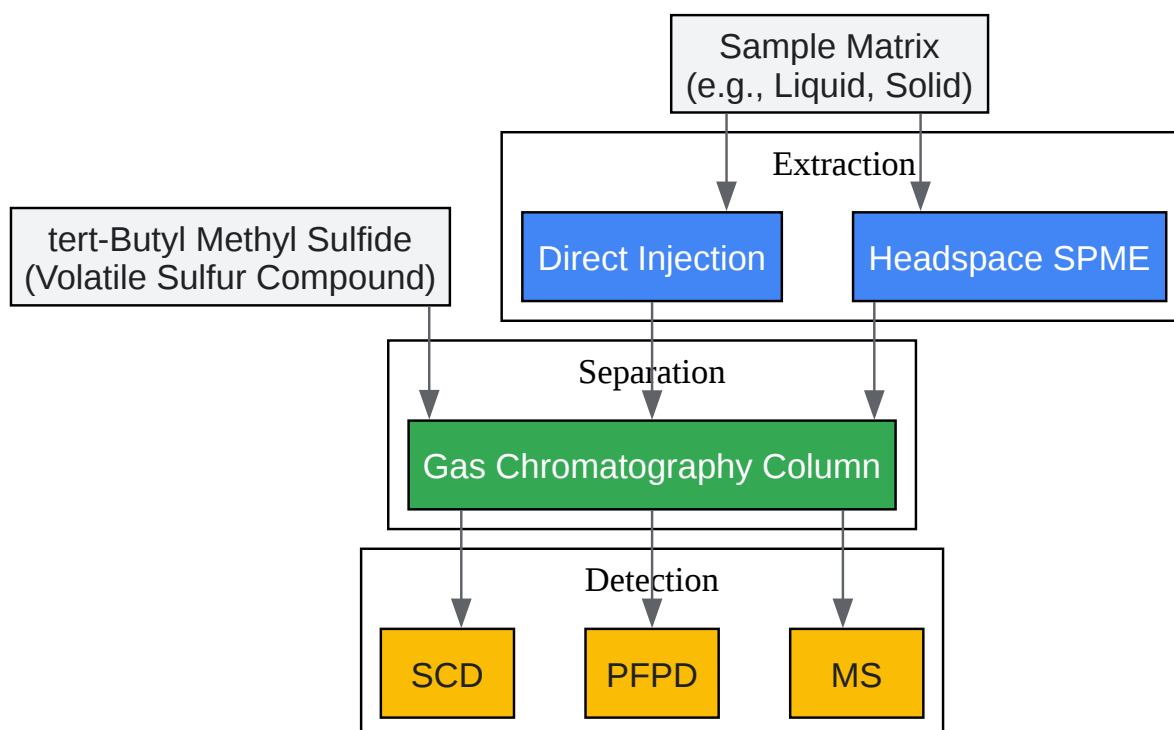 Sample Matrix
(e.g., Liquid, Solid)
Extraction
tert-Butyl Methyl Sulfide
(Volatile Sulfur Compound)
Direct Injection
Headspace SPME
Separation
Gas Chromatography Column
Detection
SCD
PFPD
MS